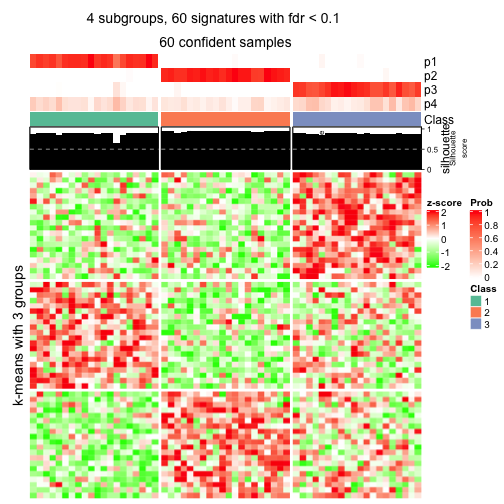 4 subgroups, 60 signatures with fdr < 0.1
60 confident samples
p1
p2
p3
p4
Class
1
0.5
0
silhouette
Silhouette
score
k-means with 3 groups
z-score
2
1
0
-1
-2
Prob
1
0.8
0.6
0.4
0.2
0
Class
1
2
3